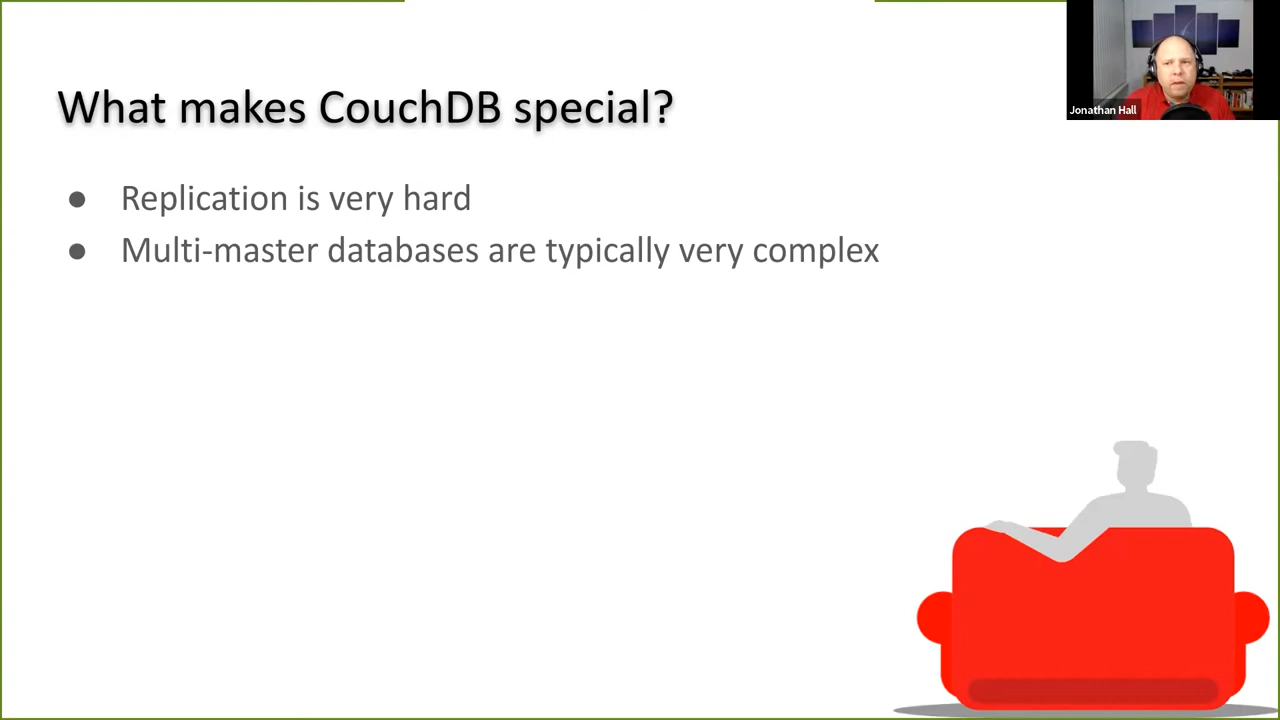 What makes CouchDB special?
● Replication is very hard
● Multi-master databases are typically very complex
Jonathan Hall